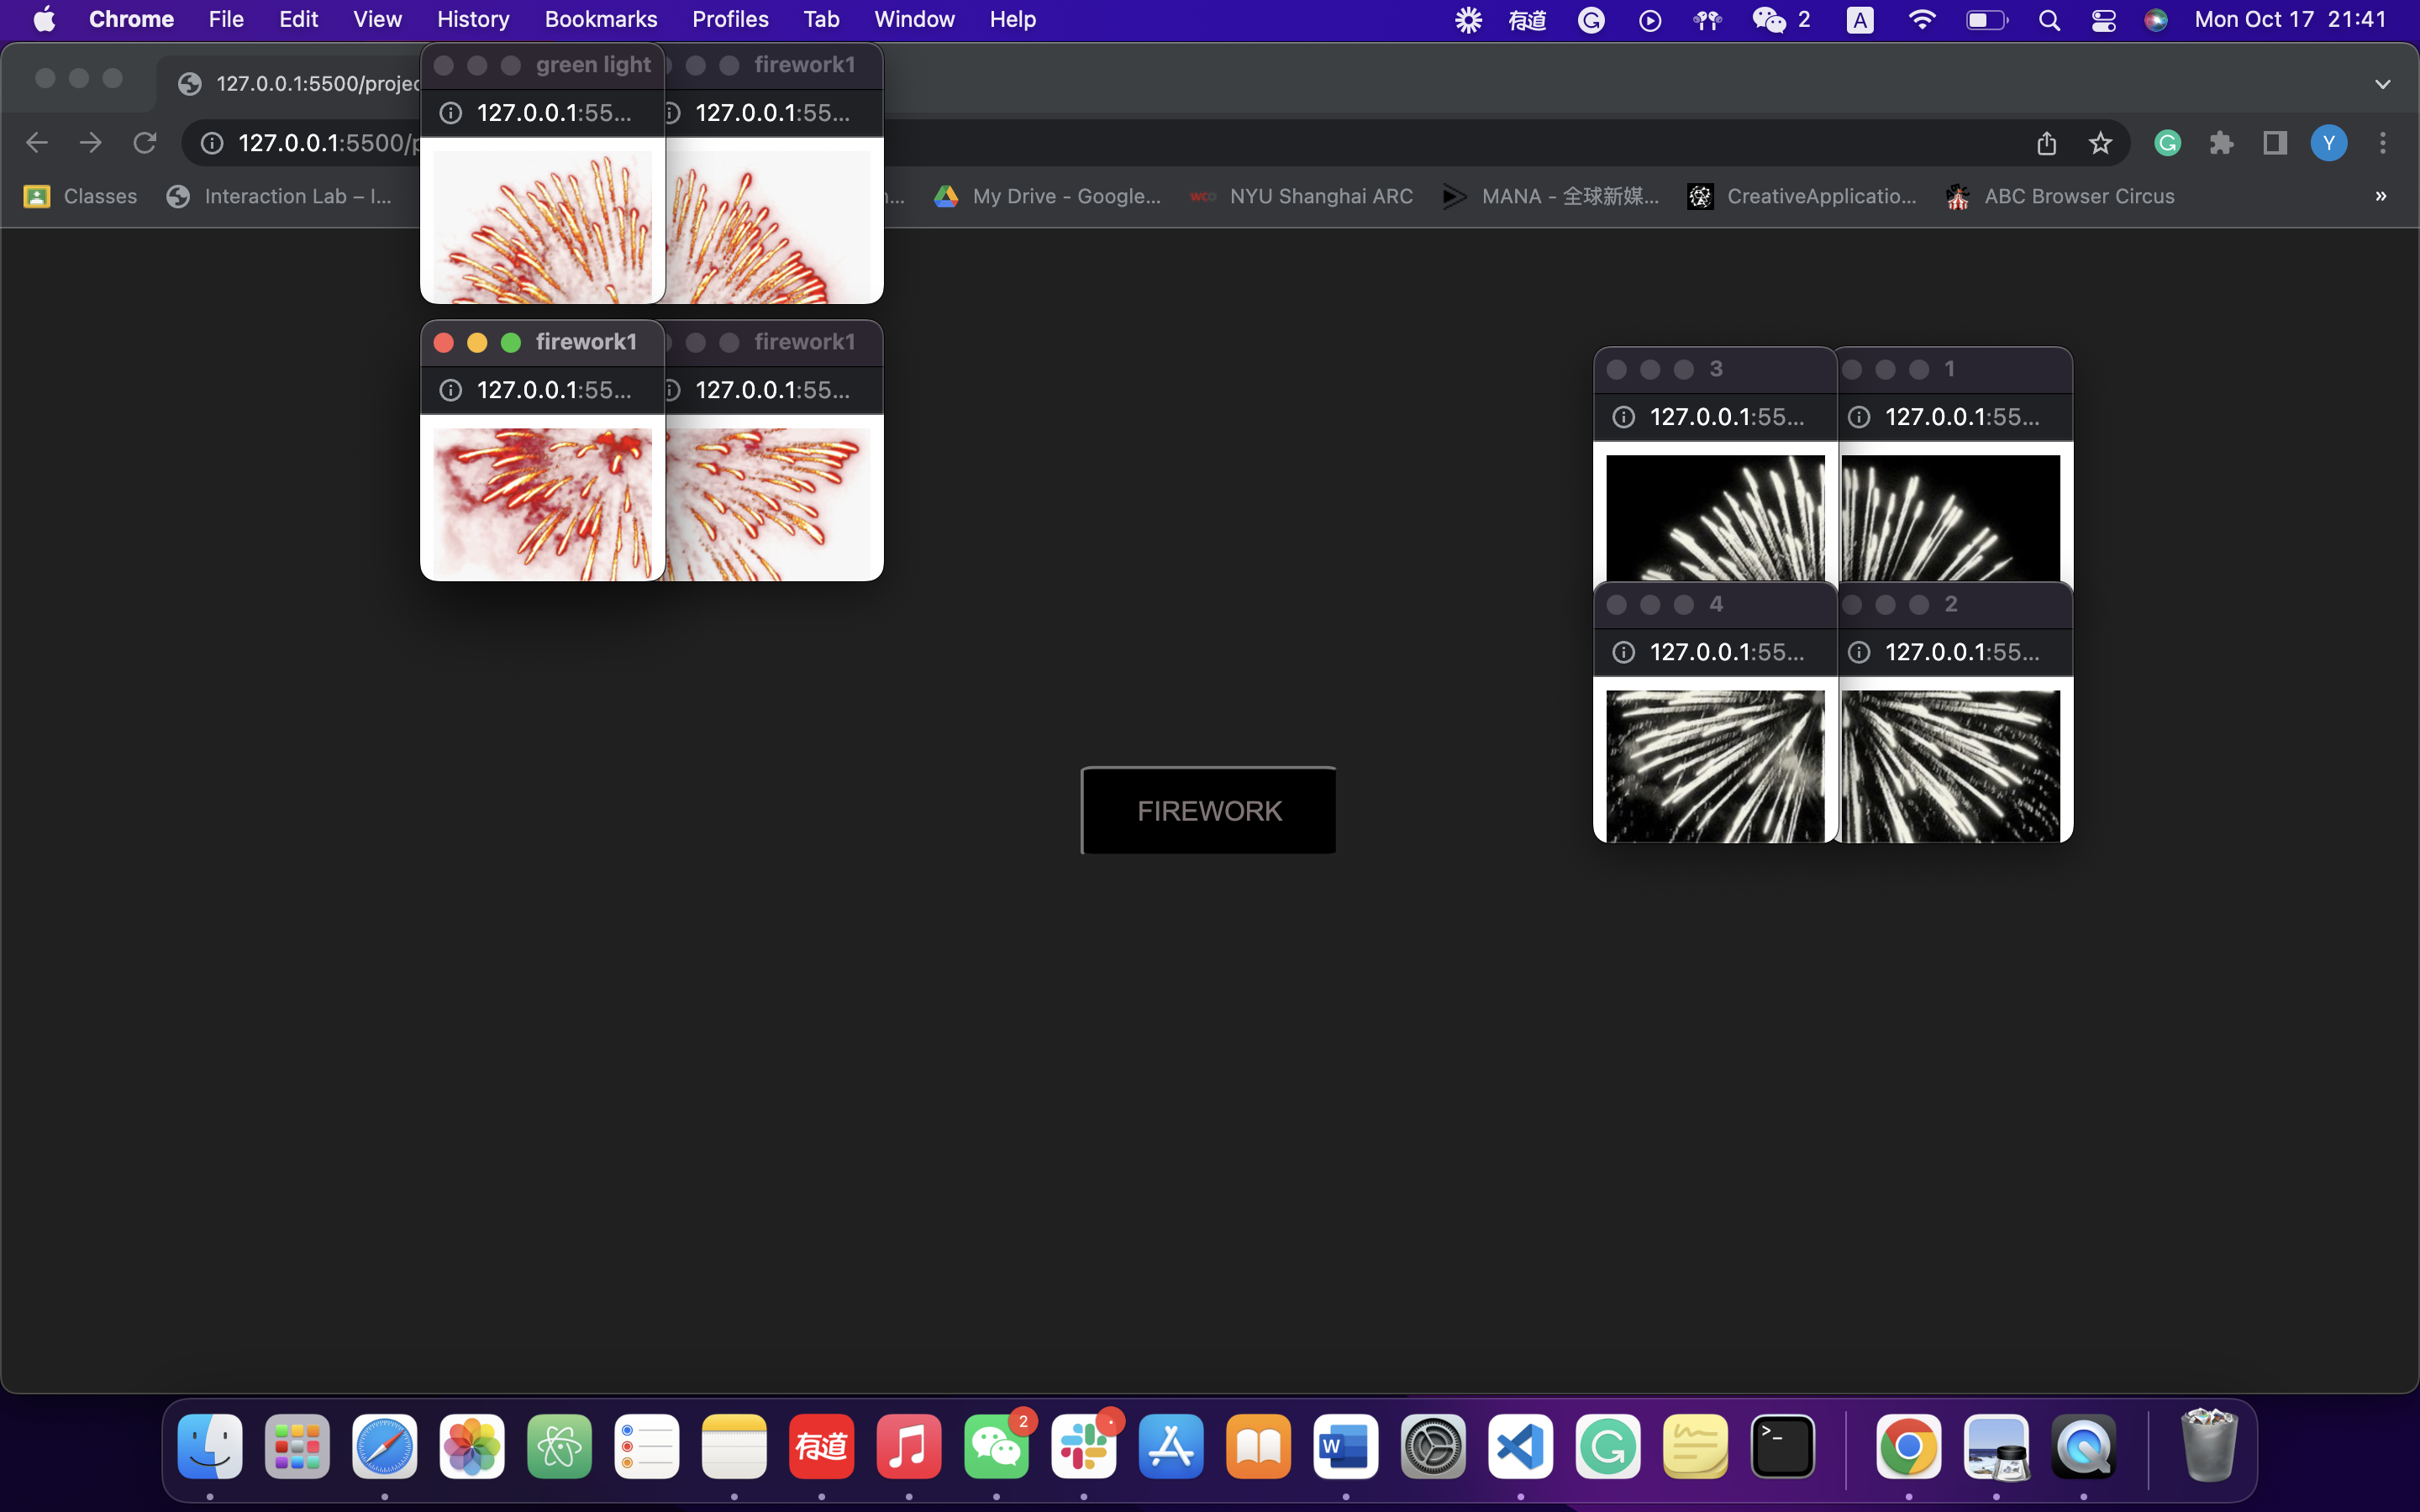 Chrome File Edit View History Bookmarks Profiles Tab Window Help 有道 2 A Mon Oct 17 21:41
127.0.0.1:5500/projec
green light
firework1
127.0.0.1:55...
127.0.0.1:55...
127.0.0.1:5500/p
G
Y
Classes
Interaction Lab – I...
My Drive - Google...
wco
NYU Shanghai ARC
MANA - 全球新媒...
CreativeApplicatio...
ABC Browser Circus
»
firework1
firework1
127.0.0.1:55...
127.0.0.1:55...
3
1
127.0.0.1:55...
127.0.0.1:55...
4
2
127.0.0.1:55...
127.0.0.1:55...
FIREWORK
有道
2
W
>_